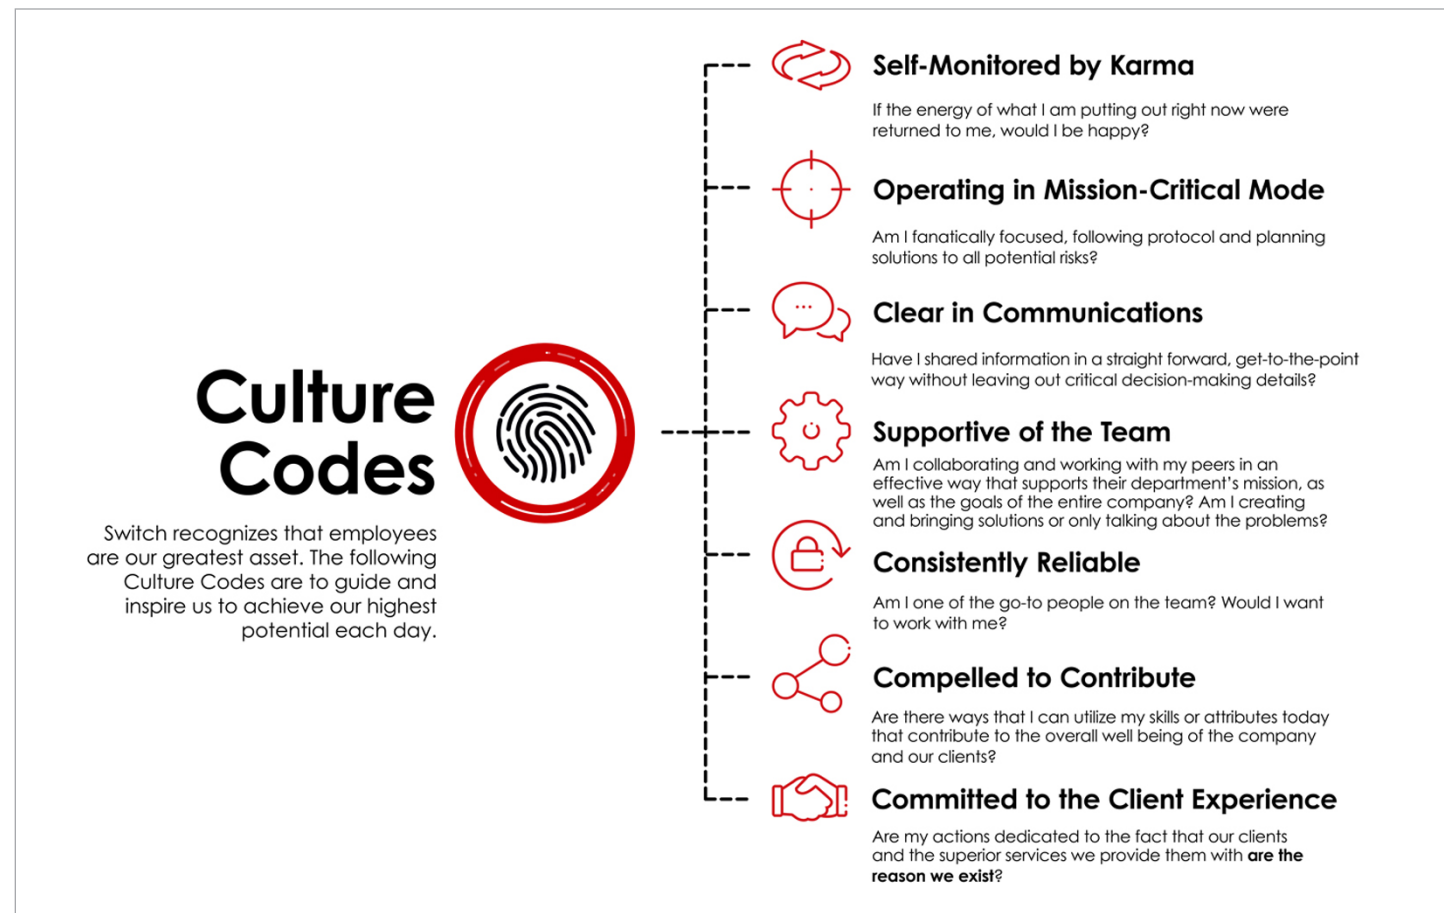 Culture
Codes
Switch recognizes that employees
are our greatest asset. The following
Culture Codes are to guide and
inspire us to achieve our highest
potential each day.
Self-Monitored by Karma
If the energy of what I am putting out right now were
returned to me, would I be happy?
Operating in Mission-Critical Mode
Am I fanatically focused, following protocol and planning
solutions to all potential risks?
Clear in Communications
Have I shared information in a straight forward, get-to-the-point
way without leaving out critical decision-making details?
Supportive of the Team
Am I collaborating and working with my peers in an
effective way that supports their department's mission, as
well as the goals of the entire company? Am I creating
and bringing solutions or only talking about the problems?
Consistently Reliable
Am I one of the go-to people on the team? Would I want
to work with me?
Compelled to Contribute
Are there ways that I can utilize my skills or attributes today
that contribute to the overall well being of the company
and our clients?
Committed to the Client Experience
Are my actions dedicated to the fact that our clients
and the superior services we provide them with are the
reason we exist?